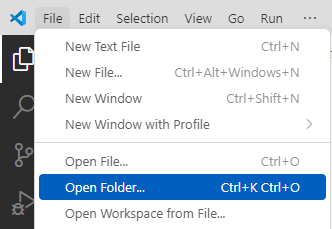 File Edit Selection View Go Run ···
New Text File Ctrl+N
New File... Ctrl+Alt+Windows+N
New Window Ctrl+Shift+N
New Window with Profile
Open File... Ctrl+O
Open Folder... Ctrl+K Ctrl+O
Open Workspace from File...